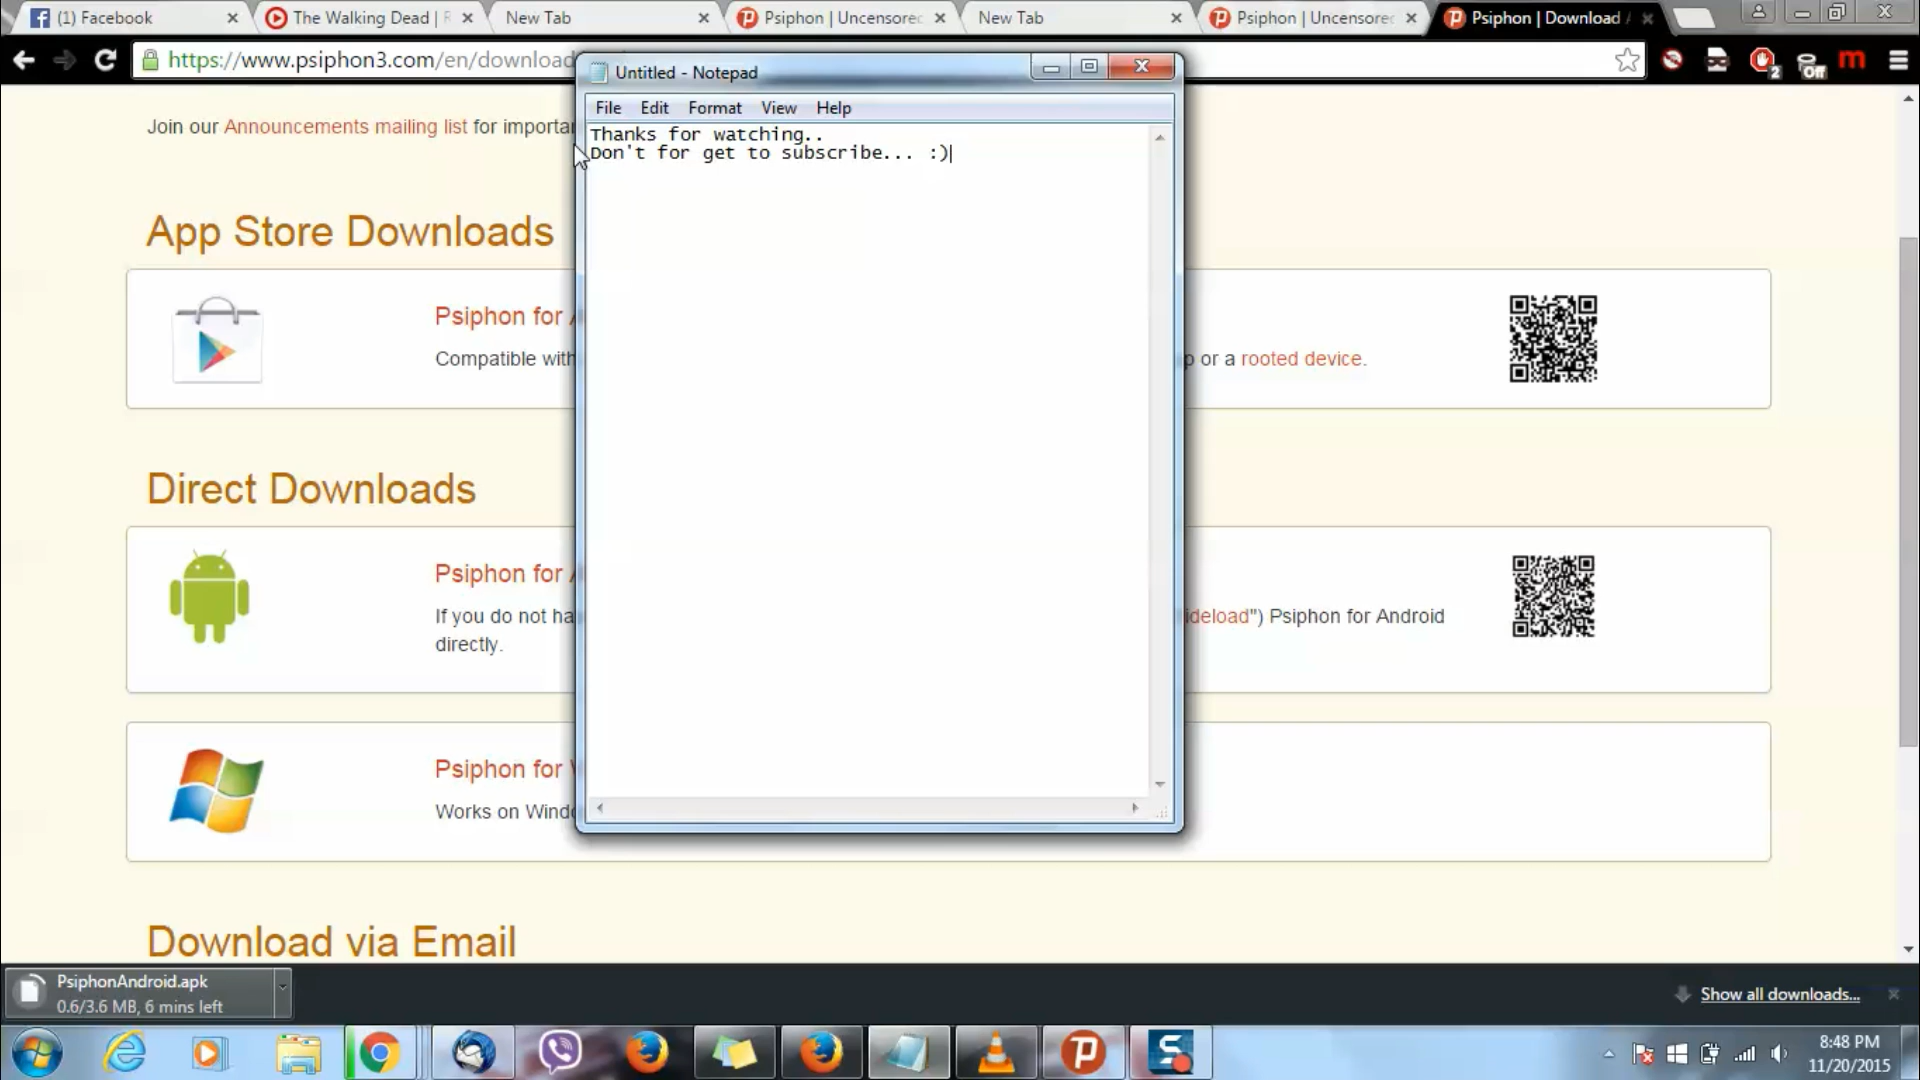 (1) Facebook
The Walking Dead | R
New Tab
Psiphon | Uncensored
New Tab
Psiphon | Uncensored
Psiphon | Download /
https://www.psiphon3.com/en/download
2
Off
m
Untitled - Notepad
File Edit Format View Help
Thanks for watching..
Don't for get to subscribe... :)
Join our Announcements mailing list for importa
App Store Downloads
Psiphon for A
Compatible with
p or a rooted device.
Direct Downloads
Psiphon for A
If you do not ha
ideload") Psiphon for Android
directly.
Psiphon for W
Works on Windo
Download via Email
PsiphonAndroid.apk
0.6/3.6 MB, 6 mins left
Show all downloads...
8:48 PM
11/20/2015